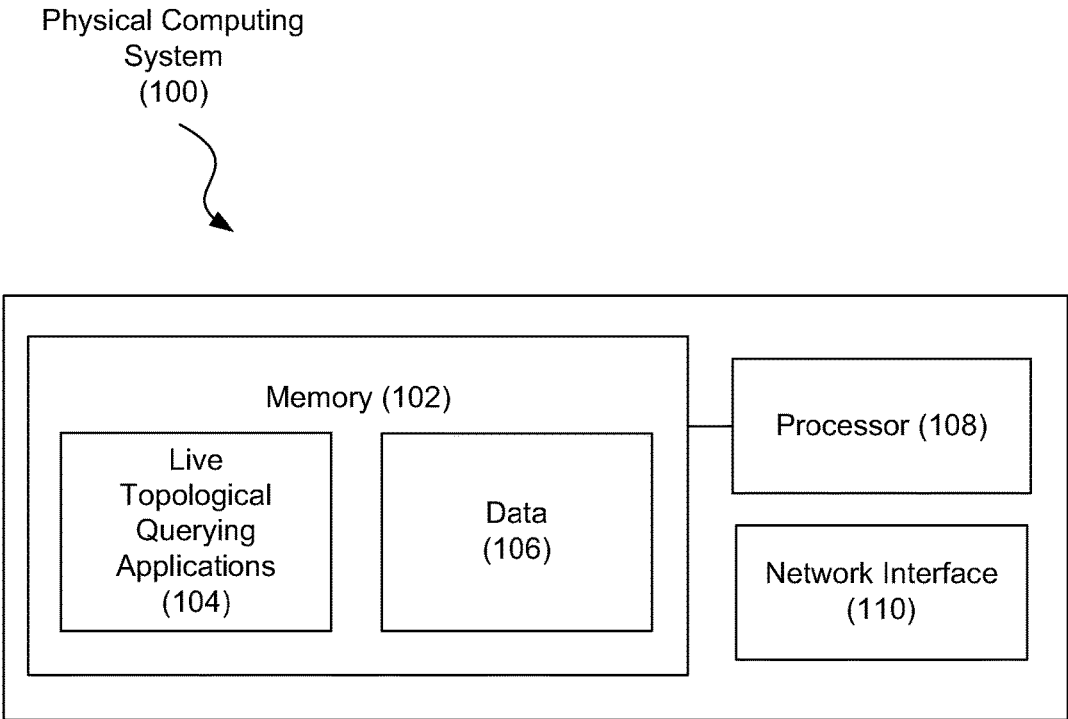 Physical Computing
System
(100)
Memory (102)
Live
Topological
Querying
Applications
(104)
Data
(106)
Processor (108)
Network Interface
(110)